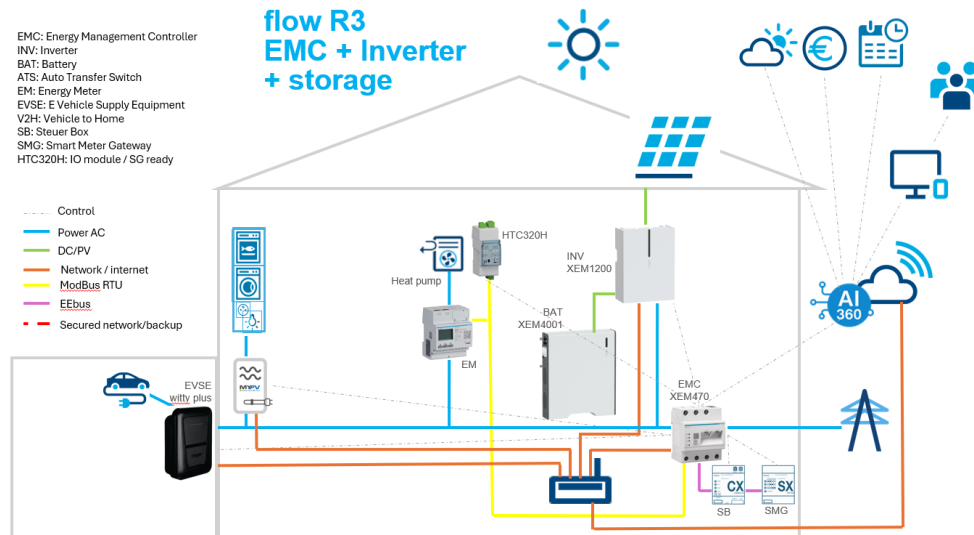 flow R3
EMC + Inverter
+ storage
EMC: Energy Management Controller
INV: Inverter
BAT: Battery
ATS: Auto Transfer Switch
EM: Energy Meter
EVSE: E Vehicle Supply Equipment
V2H: Vehicle to Home
SB: Steuer Box
SMG: Smart Meter Gateway
HTC320H: IO module / SG ready
Control
Power AC
DC/PV
Network / internet
ModBus RTU
EEbus
Secured network/backup
HTC320H
Heat pump
EM
INV
XEM1200
BAT
XEM4001
EMC
XEM470
EVSE
witty plus
MYPV
CX
SB
SX
SMG
AI
360
€